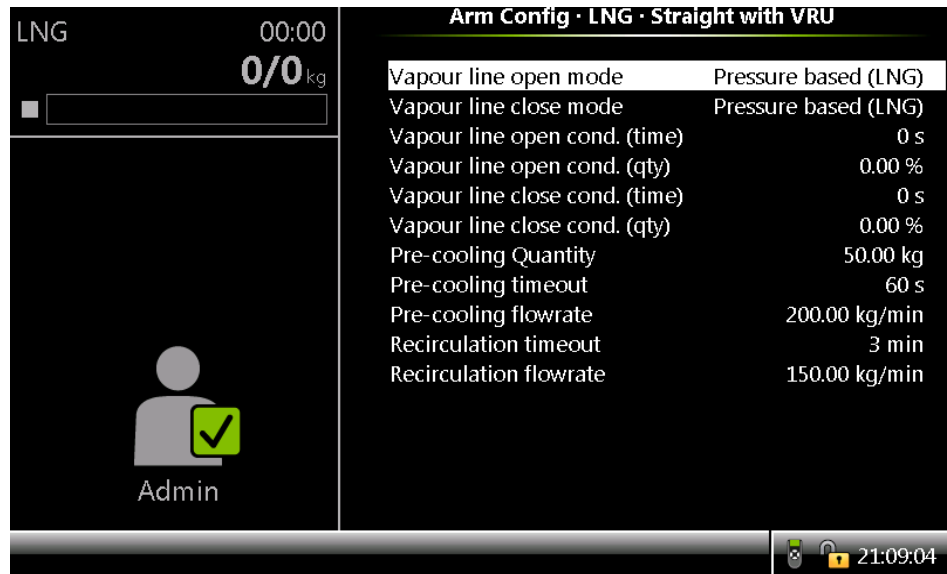 LNG 00:00
0/0 kg
Admin
Arm Config · LNG · Straight with VRU
Vapour line open mode Pressure based (LNG)
Vapour line close mode Pressure based (LNG)
Vapour line open cond. (time) 0 s
Vapour line open cond. (qty) 0.00 %
Vapour line close cond. (time) 0 s
Vapour line close cond. (qty) 0.00 %
Pre-cooling Quantity 50.00 kg
Pre-cooling timeout 60 s
Pre-cooling flowrate 200.00 kg/min
Recirculation timeout 3 min
Recirculation flowrate 150.00 kg/min
21:09:04